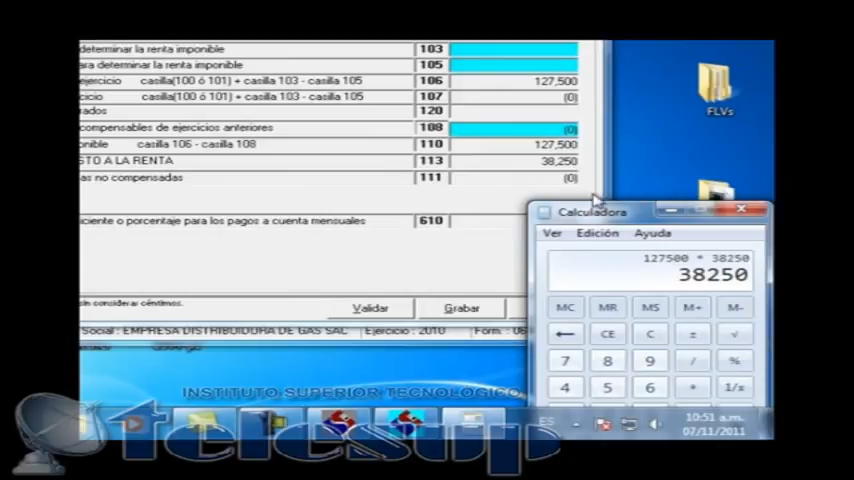 determinar la renta imponible 103
ara determinar la renta imponible 105
ejercicio casilla(100 ó 101) + casilla 103 - casilla 105 106 127,500
cicio casilla(100 ó 101) + casilla 103 - casilla 105 107 (0)
ados 120
compensables de ejercicios anteriores 108 (0)
onible casilla 106 - casilla 108 110 127,500
STO A LA RENTA 113 38,250
as no compensadas 111 (0)
iciente o porcentaje para los pagos a cuenta mensuales 610
sin considerar céntimos.
Validar Grabar
Social : EMPRESA DISTRIBUIDORA DE GAS SAC Ejercicio : 2010 Form. : 06
FLVs
Calculadora
Ver Edición Ayuda
127500 * 38250
38250
MC MR MS M+ M-
← CE C ± √
7 8 9 / %
4 5 6 * 1/x
INSTITUTO SUPERIOR TECNOLÓGICO
telesup
ES
10:51 a.m.
07/11/2011